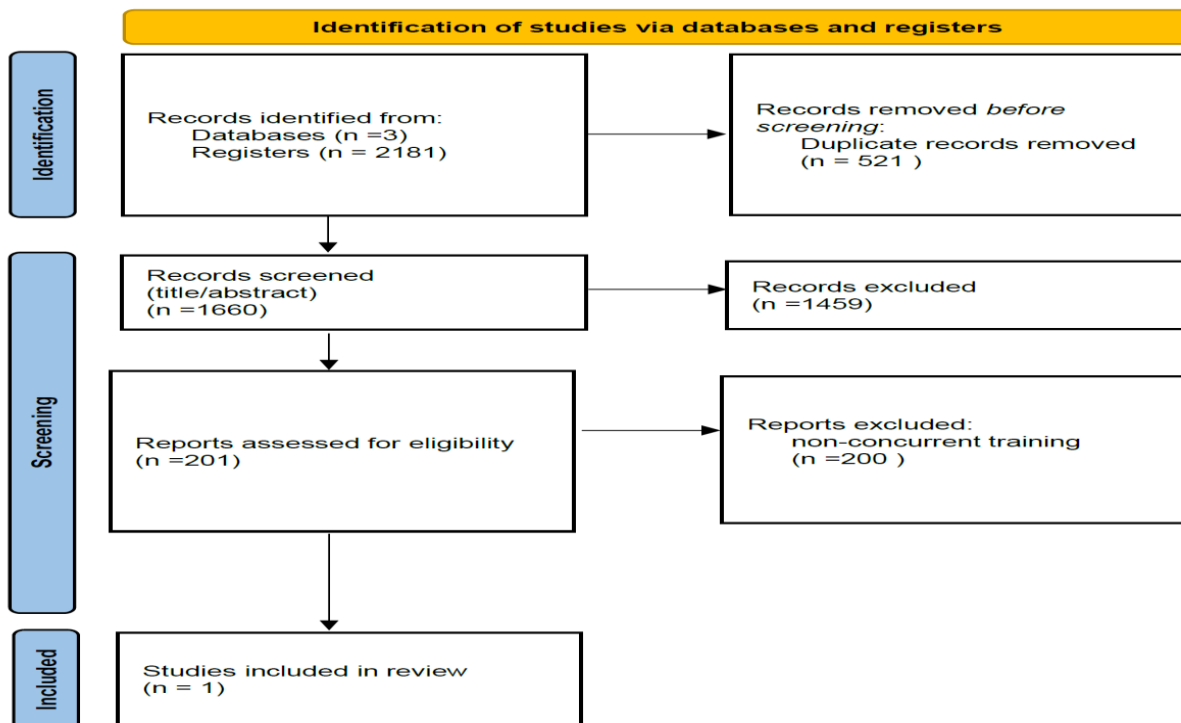 Identification of studies via databases and registers
Identification
Records identified from:
Databases (n =3)
Registers (n = 2181)
Records removed before
screening:
Duplicate records removed
(n = 521 )
Screening
Records screened
(title/abstract)
(n =1660)
Records excluded
(n =1459)
Reports assessed for eligibility
(n =201)
Reports excluded:
non-concurrent training
(n =200 )
Included
Studies included in review
(n = 1)